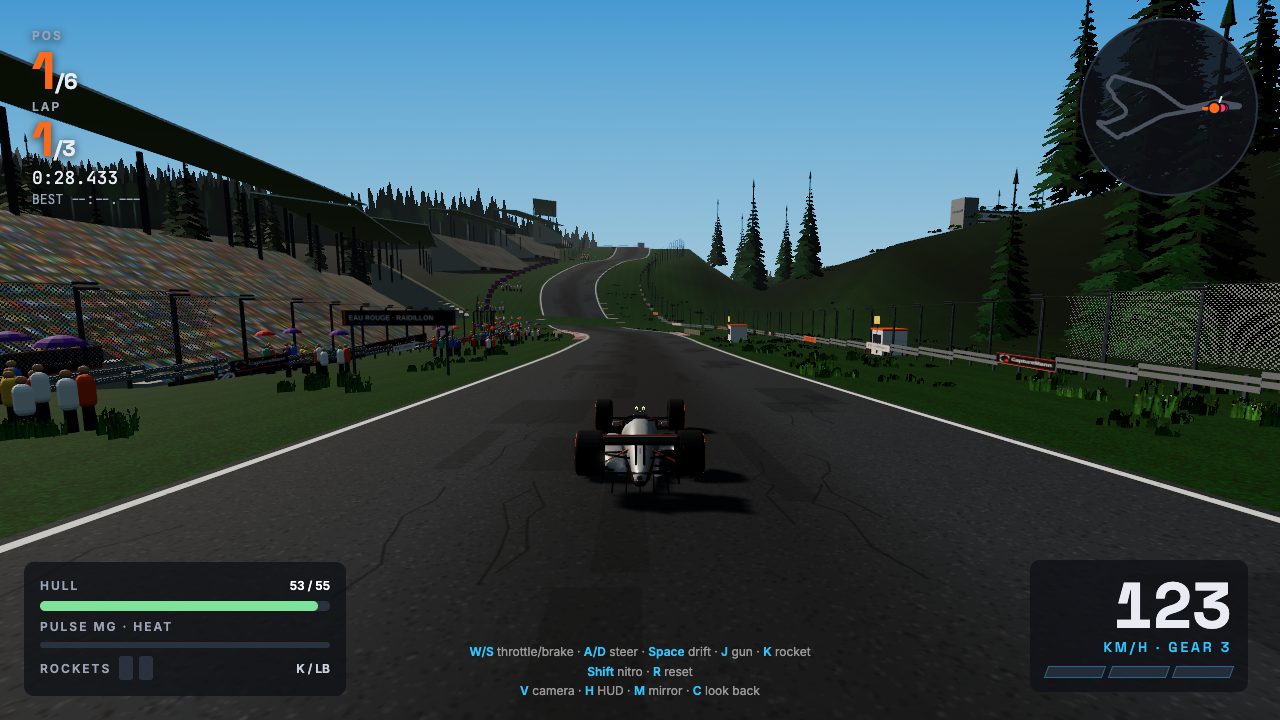 POS
1/6
LAP
1/3
0:28.433
BEST --:--.---
EAU ROUGE · RAIDILLON
HULL 53 / 55
PULSE MG · HEAT
ROCKETS K / LB
W/S throttle/brake · A/D steer · Space drift · J gun · K rocket
Shift nitro · R reset
V camera · H HUD · M mirror · C look back
123
KM/H · GEAR 3